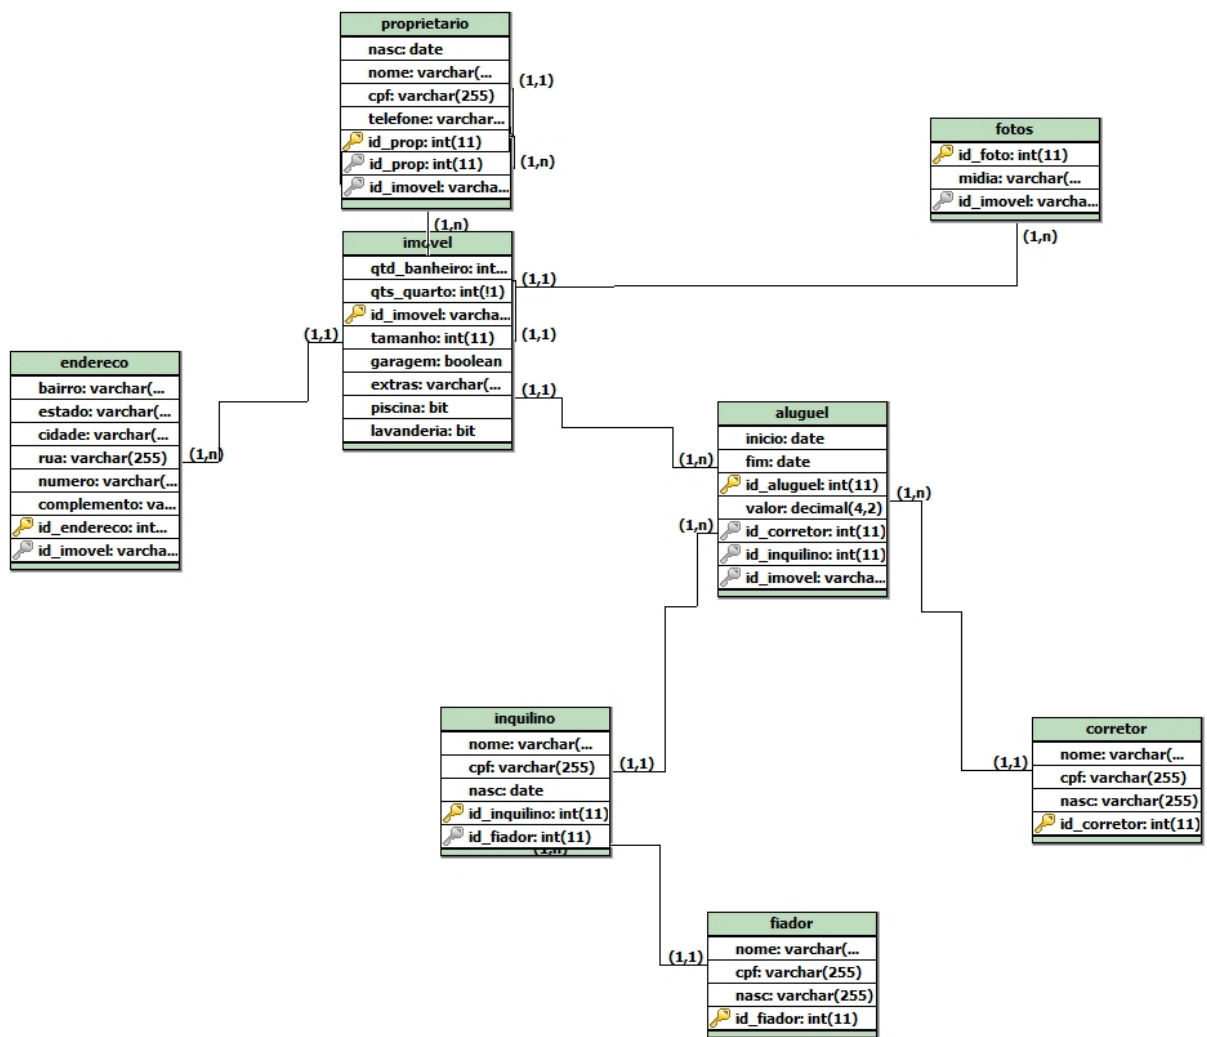 proprietario
nasc: date
nome: varchar(...
cpf: varchar(255)
telefone: varchar...
id_prop: int(11)
id_prop: int(11)
id_imovel: varcha...
(1,1)
(1,n)
(1,n)
fotos
id_foto: int(11)
midia: varchar(...
id_imovel: varcha...
(1,n)
imovel
qtd_banheiro: int...
qts_quarto: int(!1)
id_imovel: varcha...
tamanho: int(11)
garagem: boolean
extras: varchar(...
piscina: bit
lavanderia: bit
(1,1)
(1,1)
(1,1)
(1,1)
endereco
bairro: varchar(...
estado: varchar(...
cidade: varchar(...
rua: varchar(255)
numero: varchar(...
complemento: va...
id_endereco: int...
id_imovel: varcha...
(1,n)
aluguel
inicio: date
fim: date
id_aluguel: int(11)
valor: decimal(4,2)
id_corretor: int(11)
id_inquilino: int(11)
id_imovel: varcha...
(1,n)
(1,n)
(1,n)
inquilino
nome: varchar(...
cpf: varchar(255)
nasc: date
id_inquilino: int(11)
id_fiador: int(11)
(1,n)
(1,1)
corretor
nome: varchar(...
cpf: varchar(255)
nasc: varchar(255)
id_corretor: int(11)
(1,1)
fiador
nome: varchar(...
cpf: varchar(255)
nasc: varchar(255)
id_fiador: int(11)
(1,1)